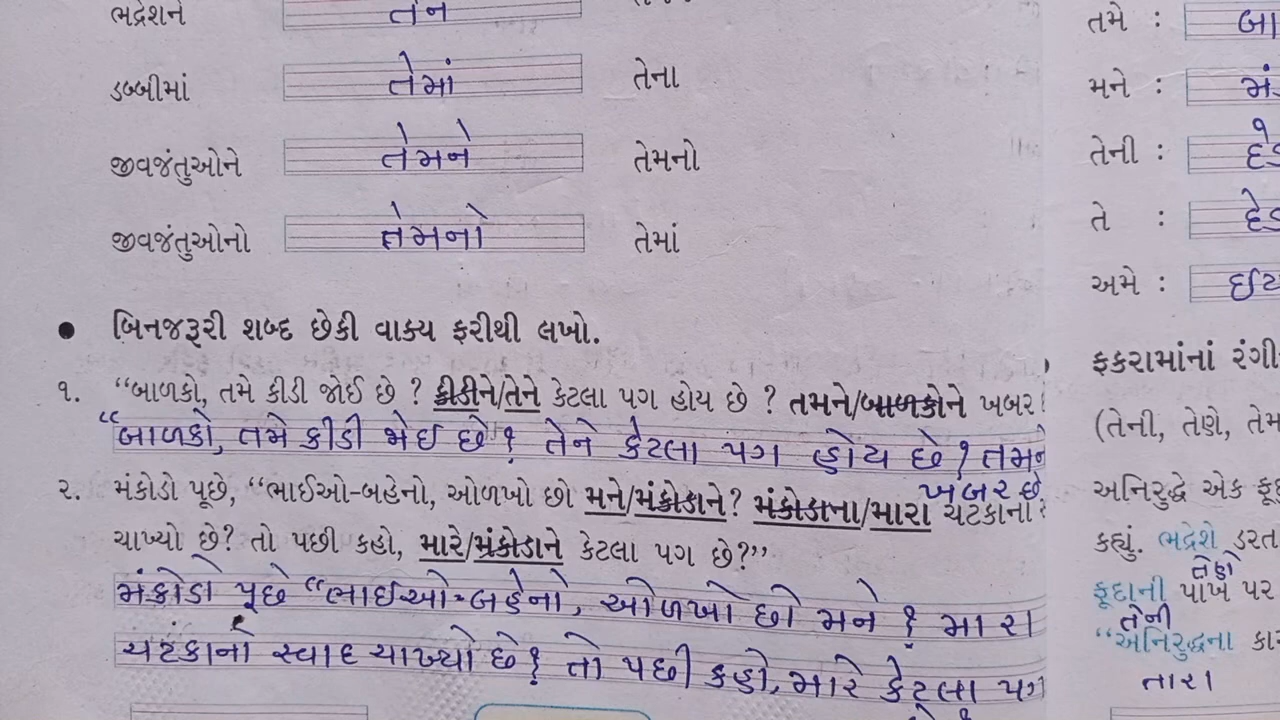 ભદ્રેશને તેને
ડબ્બીમાં તેમાં તેના
જીવજંતુઓને તેમને તેમનો
જીવજંતુઓનો તેમનો તેમાં
● બિનજરૂરી શબ્દ છેકી વાક્ય ફરીથી લખો.
૧. “બાળકો, તમે કીડી જોઈ છે ? કીડીને/તેને કેટલા પગ હોય છે ? તમને/બાળકોને ખબર
“બાળકો, તમે કીડી જોઈ છે ? તેને કેટલા પગ હોય છે ? તમને
ખબર છે.
૨. મંકોડો પૂછે, “ભાઈઓ-બહેનો, ઓળખો છો મને/મંકોડાને? મંકોડાના/મારા ચટકાનો
ચાખ્યો છે? તો પછી કહો, મારે/મંકોડાને કેટલા પગ છે?”
મંકોડો પૂછે “ભાઈઓ-બહેનો, ઓળખો છો મને ? મારા
ચટકાનો સ્વાદ ચાખ્યો છે? તો પછી કહો, મારે કેટલા પગ
તમે : બા
મને : મં
તેની :
તે :
અમે :
ફકરામાંનાં રંગી
(તેની, તેણે, તેમ
અનિરુદ્ધે એક ફૂ
કહ્યું. ભદ્રેશે ડરત
ફૂદાની પાંખ પર
તેની
“અનિરુદ્ધના કા
તારા